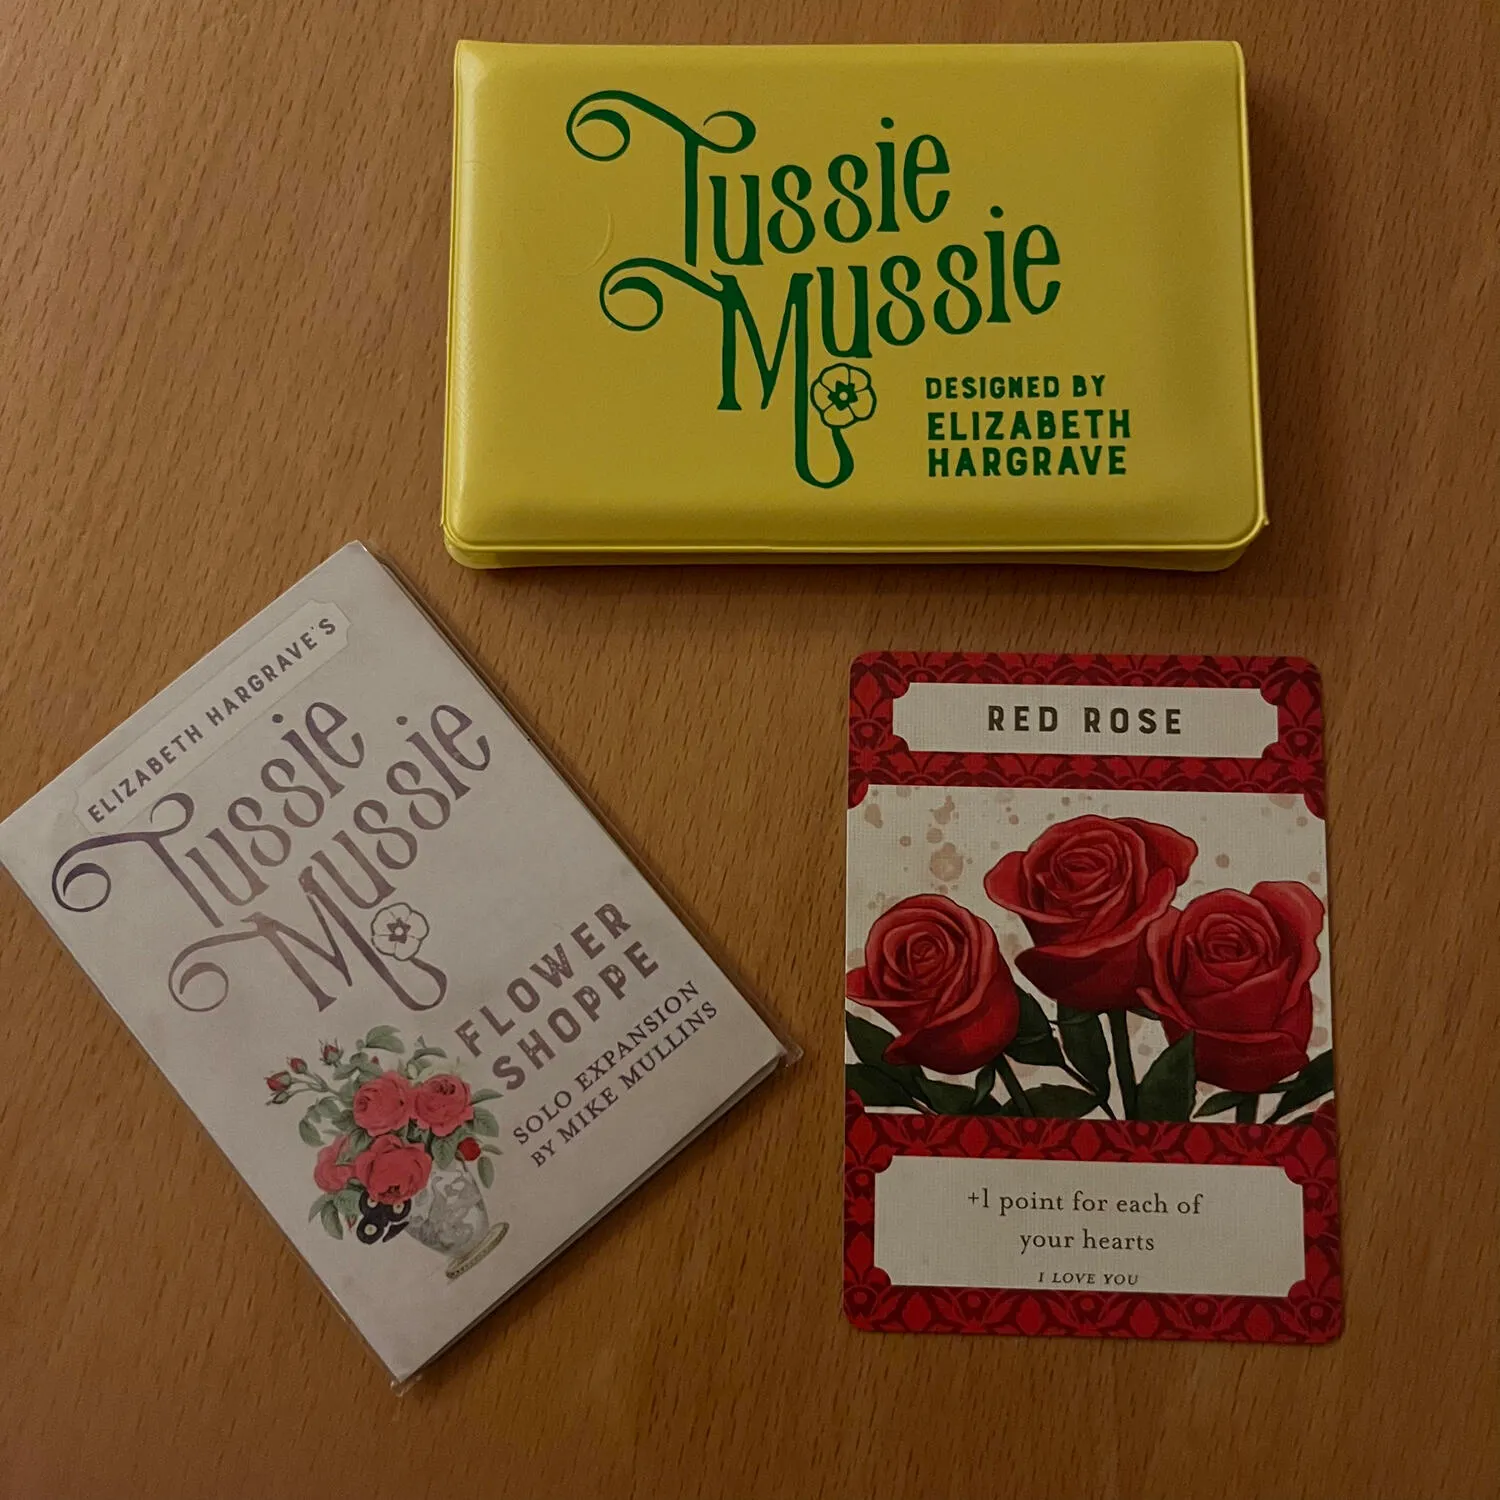 Tussie
Mussie
DESIGNED BY
ELIZABETH
HARGRAVE
ELIZABETH HARGRAVE'S
Tussie
Mussie
FLOWER
SHOPPE
SOLO EXPANSION
BY MIKE MULLINS
RED ROSE
+1 point for each of
your hearts
I LOVE YOU